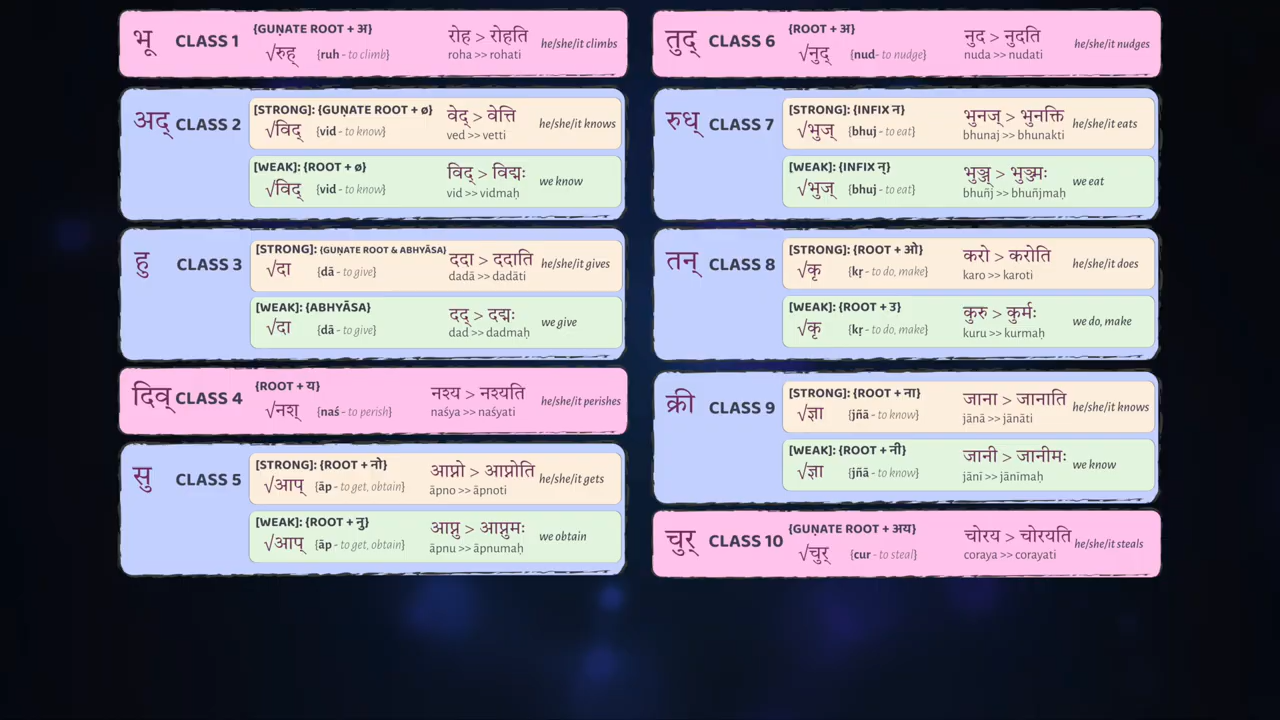 भू CLASS 1
{GUṆATE ROOT + अ}
√रुह् {ruh - to climb}
रोह > रोहति
roha >> rohati
he/she/it climbs
अद् CLASS 2
[STRONG]: {GUṆATE ROOT + ø}
√विद् {vid - to know}
वेद् > वेत्ति
ved >> vetti
he/she/it knows
[WEAK]: {ROOT + ø}
√विद् {vid - to know}
विद् > विद्मः
vid >> vidmaḥ
we know
हु CLASS 3
[STRONG]: {GUṆATE ROOT & ABHYĀSA}
√दा {dā - to give}
ददा > ददाति
dadā >> dadāti
he/she/it gives
[WEAK]: {ABHYĀSA}
√दा {dā - to give}
दद् > दद्मः
dad >> dadmaḥ
we give
दिव् CLASS 4
{ROOT + य}
√नश् {naś - to perish}
नश्य > नश्यति
naśya >> naśyati
he/she/it perishes
सु CLASS 5
[STRONG]: {ROOT + नो}
√आप् {āp - to get, obtain}
आप्नो > आप्नोति
āpno >> āpnoti
he/she/it gets
[WEAK]: {ROOT + नु}
√आप् {āp - to get, obtain}
आप्नु > आप्नुमः
āpnu >> āpnumaḥ
we obtain
तुद् CLASS 6
{ROOT + अ}
√नुद् {nud- to nudge}
नुद > नुदति
nuda >> nudati
he/she/it nudges
रुध् CLASS 7
[STRONG]: {INFIX न}
√भुज् {bhuj - to eat}
भुनज् > भुनक्ति
bhunaj >> bhunakti
he/she/it eats
[WEAK]: {INFIX न्}
√भुज् {bhuj - to eat}
भुञ्ज् > भुञ्ज्मः
bhuñj >> bhuñjmaḥ
we eat
तन् CLASS 8
[STRONG]: {ROOT + ओ}
√कृ {kṛ - to do, make}
करो > करोति
karo >> karoti
he/she/it does
[WEAK]: {ROOT + उ}
√कृ {kṛ - to do, make}
कुरु > कुर्मः
kuru >> kurmaḥ
we do, make
क्री CLASS 9
[STRONG]: {ROOT + ना}
√ज्ञा {jñā - to know}
जाना > जानाति
jānā >> jānāti
he/she/it knows
[WEAK]: {ROOT + नी}
√ज्ञा {jñā - to know}
जानी > जानीमः
jānī >> jānīmaḥ
we know
चुर् CLASS 10
{GUṆATE ROOT + अय}
√चुर् {cur - to steal}
चोरय > चोरयति
coraya >> corayati
he/she/it steals